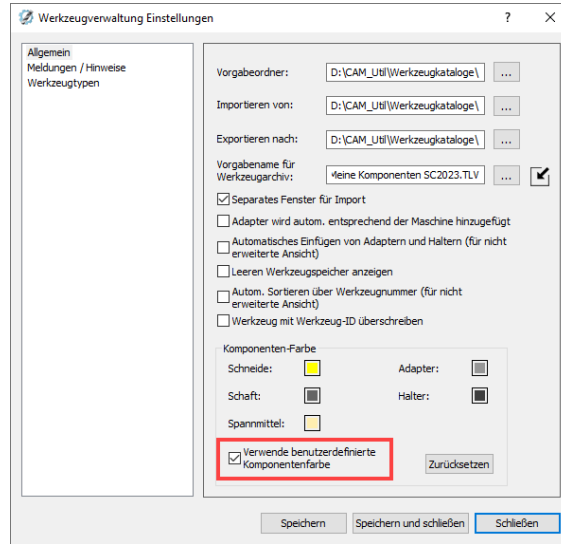 Werkzeugverwaltung Einstellungen
?
Allgemein
Meldungen / Hinweise
Werkzeugtypen
Vorgabeordner:
D:\CAM_Util\Werkzeugkataloge\
...
Importieren von:
D:\CAM_Util\Werkzeugkataloge\
...
Exportieren nach:
D:\CAM_Util\Werkzeugkataloge\
...
Vorgabename für
Werkzeugarchiv:
Meine Komponenten SC2023.TLV
...
Separates Fenster für Import
Adapter wird autom. entsprechend der Maschine hinzugefügt
Automatisches Einfügen von Adaptern und Haltern (für nicht
erweiterte Ansicht)
Leeren Werkzeugspeicher anzeigen
Autom. Sortieren über Werkzeugnummer (für nicht
erweiterte Ansicht)
Werkzeug mit Werkzeug-ID überschreiben
Komponenten-Farbe
Schneide:
Adapter:
Schaft:
Halter:
Spannmittel:
Verwende benutzerdefinierte
Komponentenfarbe
Zurücksetzen
Speichern
Speichern und schließen
Schließen